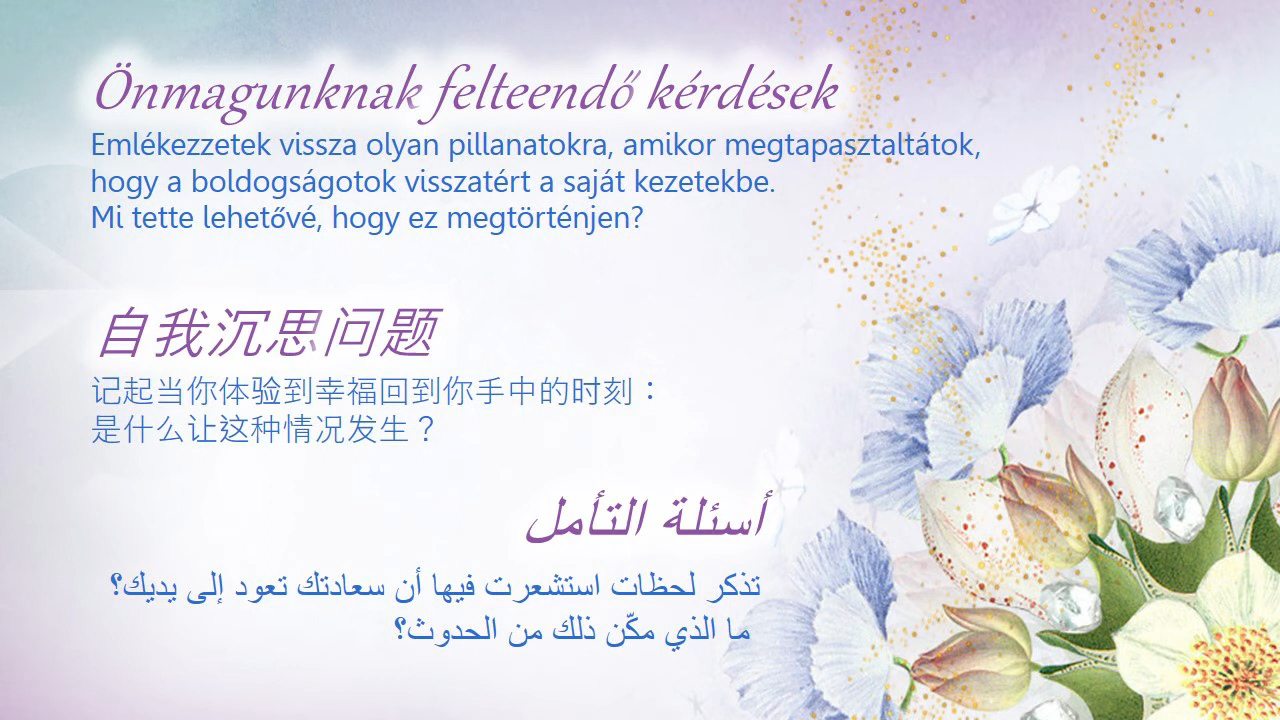 Önmagunknak felteendő kérdések
Emlékezzetek vissza olyan pillanatokra, amikor megtapasztaltátok,
hogy a boldogságotok visszatért a saját kezetekbe.
Mi tette lehetővé, hogy ez megtörténjen?
自我沉思问题
记起当你体验到幸福回到你手中的时刻：
是什么让这种情况发生？
أسئلة التأمل
تذكر لحظات استشعرت فيها أن سعادتك تعود إلى يديك؟
ما الذي مكّن ذلك من الحدوث؟